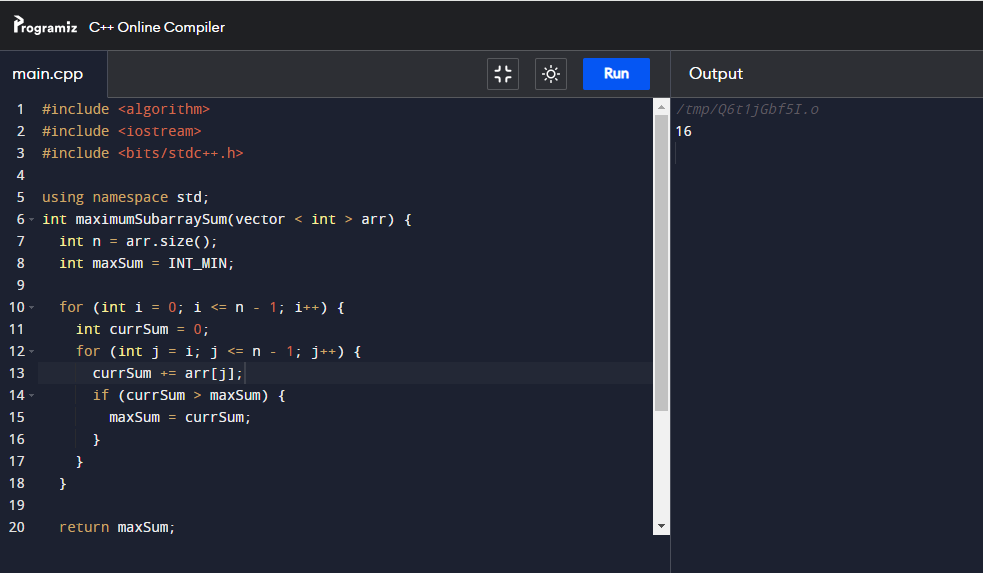 Programiz C++ Online Compiler
main.cpp Run Output
1 #include <algorithm>
2 #include <iostream>
3 #include <bits/stdc++.h>
4
5 using namespace std;
6 int maximumSubarraySum(vector < int > arr) {
7 int n = arr.size();
8 int maxSum = INT_MIN;
9
10 for (int i = 0; i <= n - 1; i++) {
11 int currSum = 0;
12 for (int j = i; j <= n - 1; j++) {
13 currSum += arr[j];
14 if (currSum > maxSum) {
15 maxSum = currSum;
16 }
17 }
18 }
19
20 return maxSum;
/tmp/Q6t1jGbf5I.o
16